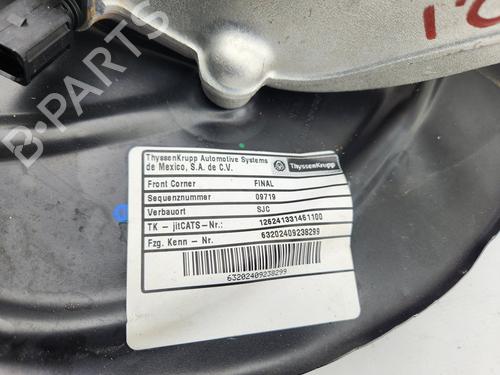 B-PARTS
ThyssenKrupp Automotive Systems
de Mexico, S.A. de C.V.
ThyssenKrupp
Front Corner FINAL
Sequenznummer 09719
Verbauort SJC
TK - jitCATS-Nr.: 126241331451100
Fzg. Kenn - Nr. 63202409238299
63202409238299